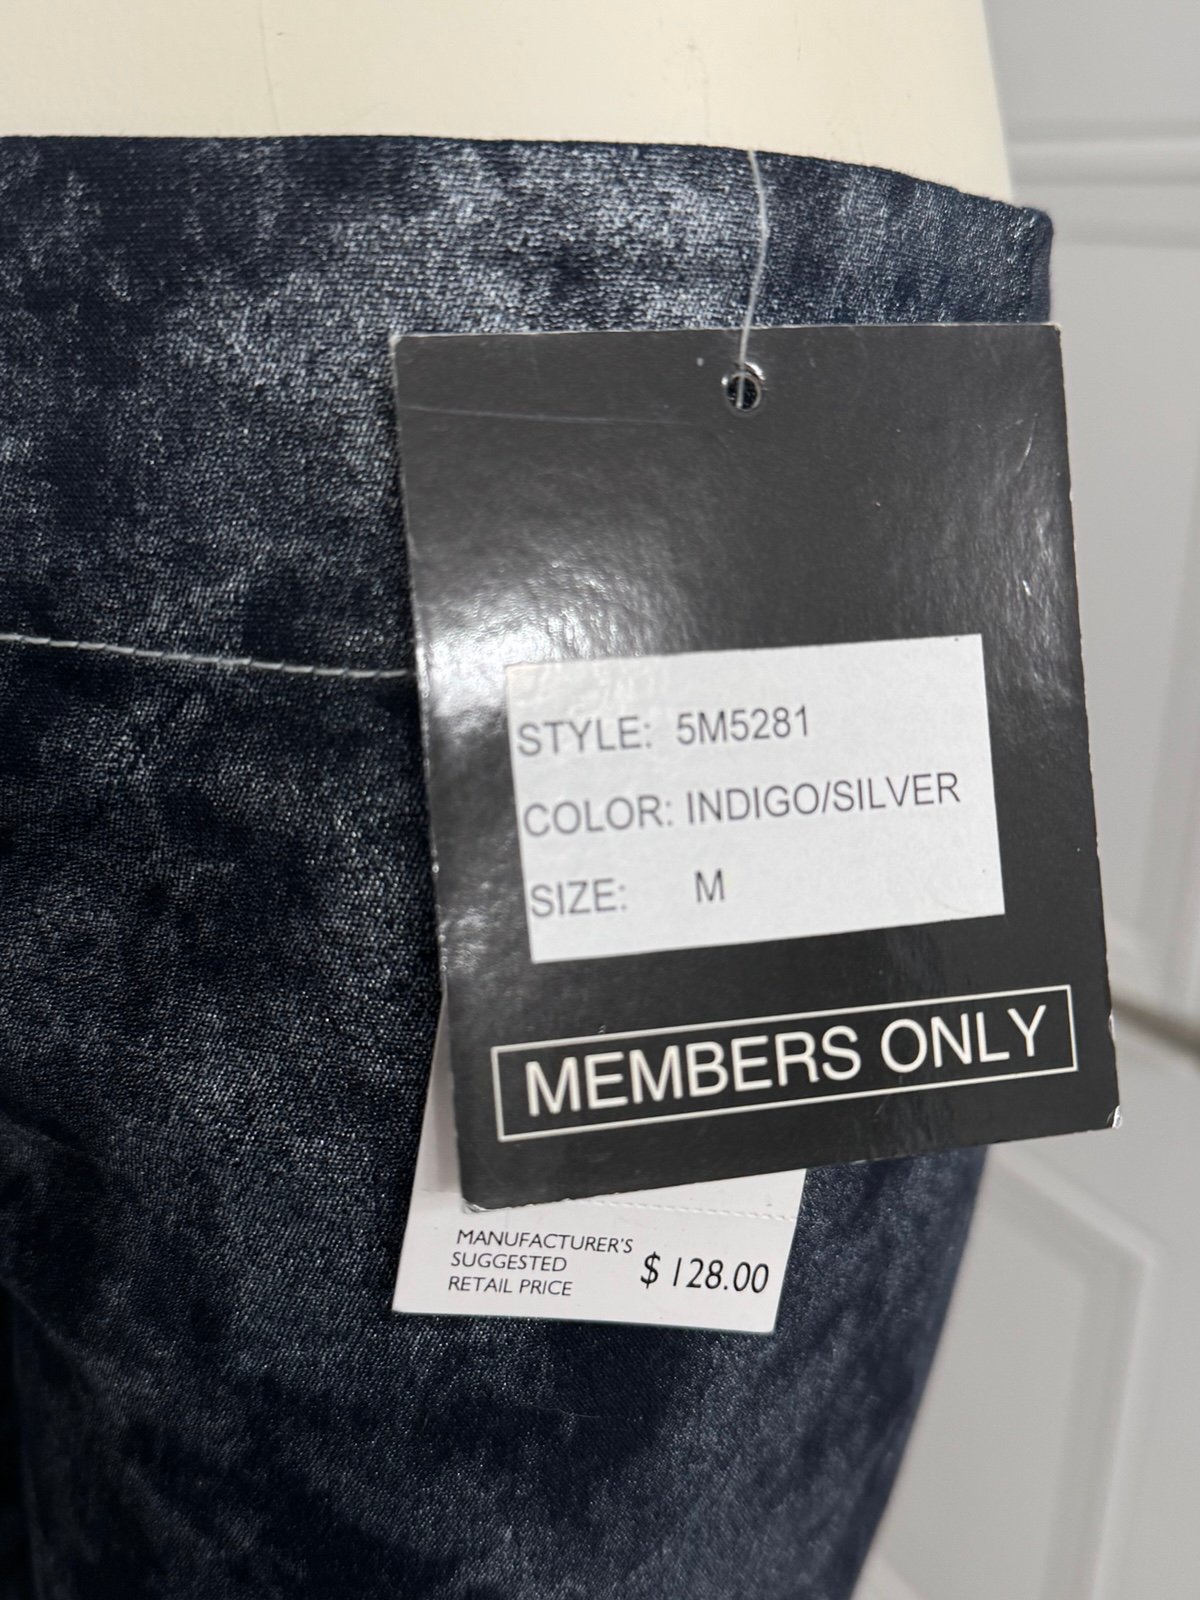 STYLE: 5M5281
COLOR: INDIGO/SILVER
SIZE: M
MEMBERS ONLY
MANUFACTURER'S
SUGGESTED
RETAIL PRICE
$ 128.00